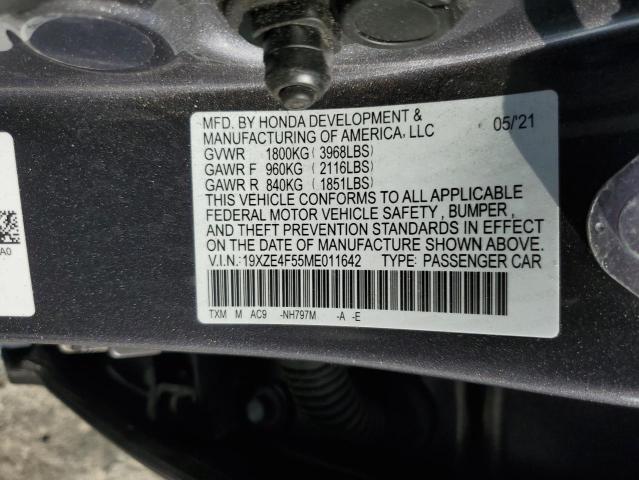 MFD. BY HONDA DEVELOPMENT & 05/'21
MANUFACTURING OF AMERICA, LLC
GVWR 1800KG ( 3968LBS)
GAWR F 960KG ( 2116LBS)
GAWR R 840KG ( 1851LBS)
THIS VEHICLE CONFORMS TO ALL APPLICABLE
FEDERAL MOTOR VEHICLE SAFETY , BUMPER ,
AND THEFT PREVENTION STANDARDS IN EFFECT
ON THE DATE OF MANUFACTURE SHOWN ABOVE.
V.I.N.:19XZE4F55ME011642 TYPE: PASSENGER CAR
TXM M AC9 -NH797M -A -E
A0